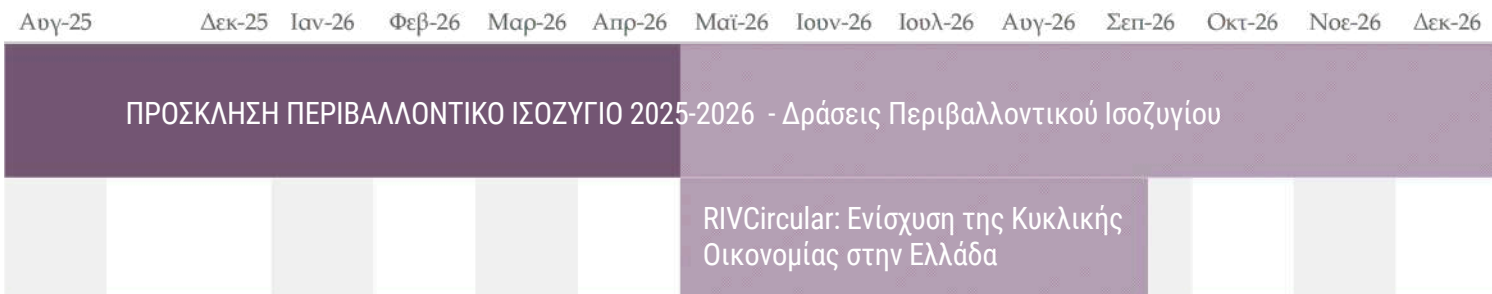 Αυγ-25 Δεκ-25 Ιαν-26 Φεβ-26 Μαρ-26 Απρ-26 Μαϊ-26 Ιουν-26 Ιουλ-26 Αυγ-26 Σεπ-26 Οκτ-26 Νοε-26 Δεκ-26
ΠΡΟΣΚΛΗΣΗ ΠΕΡΙΒΑΛΛΟΝΤΙΚΟ ΙΣΟΖΥΓΙΟ 2025-2026 - Δράσεις Περιβαλλοντικού Ισοζυγίου
RIVCircular: Ενίσχυση της Κυκλικής
Οικονομίας στην Ελλάδα